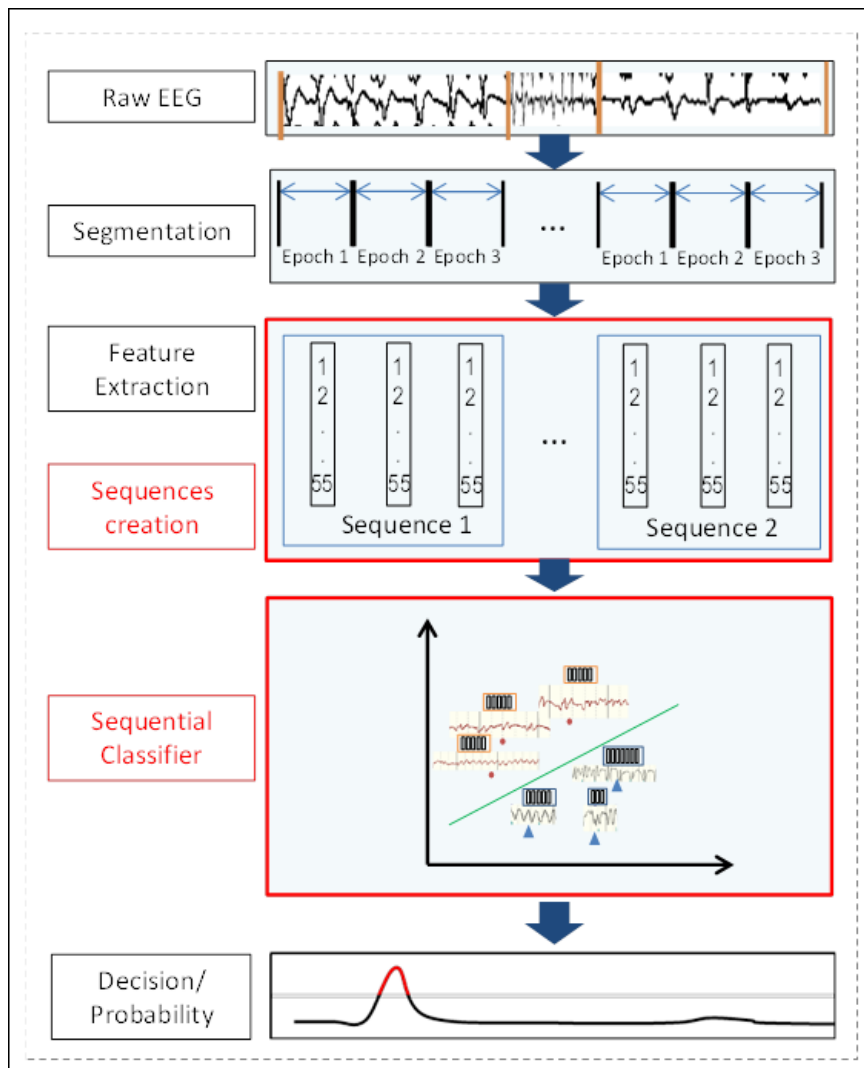 Raw EEG
Segmentation
Epoch 1 Epoch 2 Epoch 3 ... Epoch 1 Epoch 2 Epoch 3
Feature
Extraction
1 1 1 1 1 1
2 2 2 2 2 2
. . . ... . . .
. . . . . .
55 55 55 55 55 55
Sequences
creation
Sequence 1 Sequence 2
Sequential
Classifier
Decision/
Probability